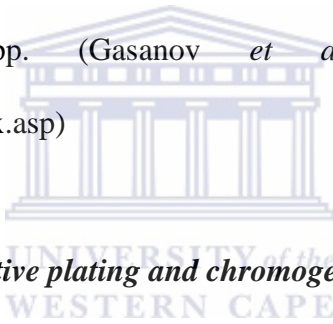 pp. (Gasanov et a
k.asp)
tive plating and chromoge
UNIVERSITY of the
WESTERN CAPE